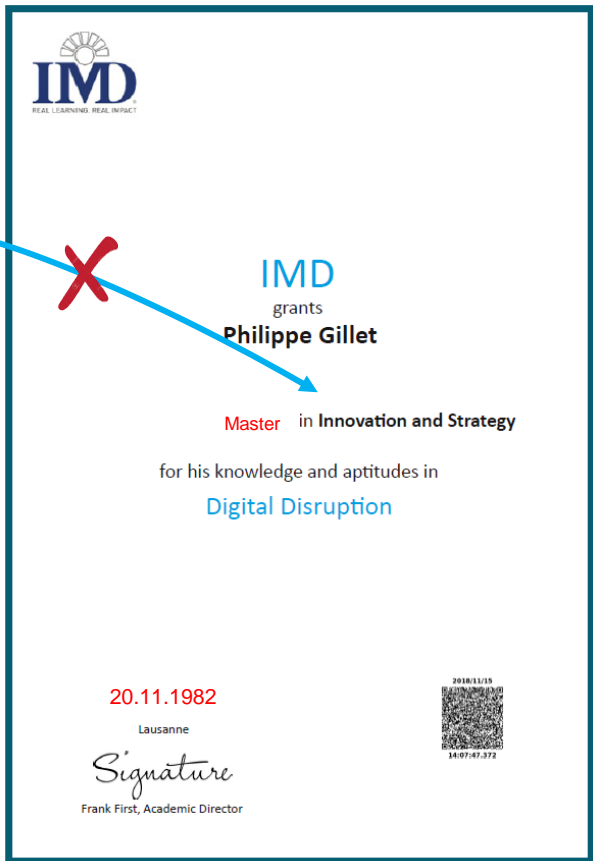 IMD
REAL LEARNING. REAL IMPACT
IMD
grants
Philippe Gillet
Master in Innovation and Strategy
for his knowledge and aptitudes in
Digital Disruption
20.11.1982
Lausanne
Signature
Frank First, Academic Director
2018/11/15
14:07:47.372